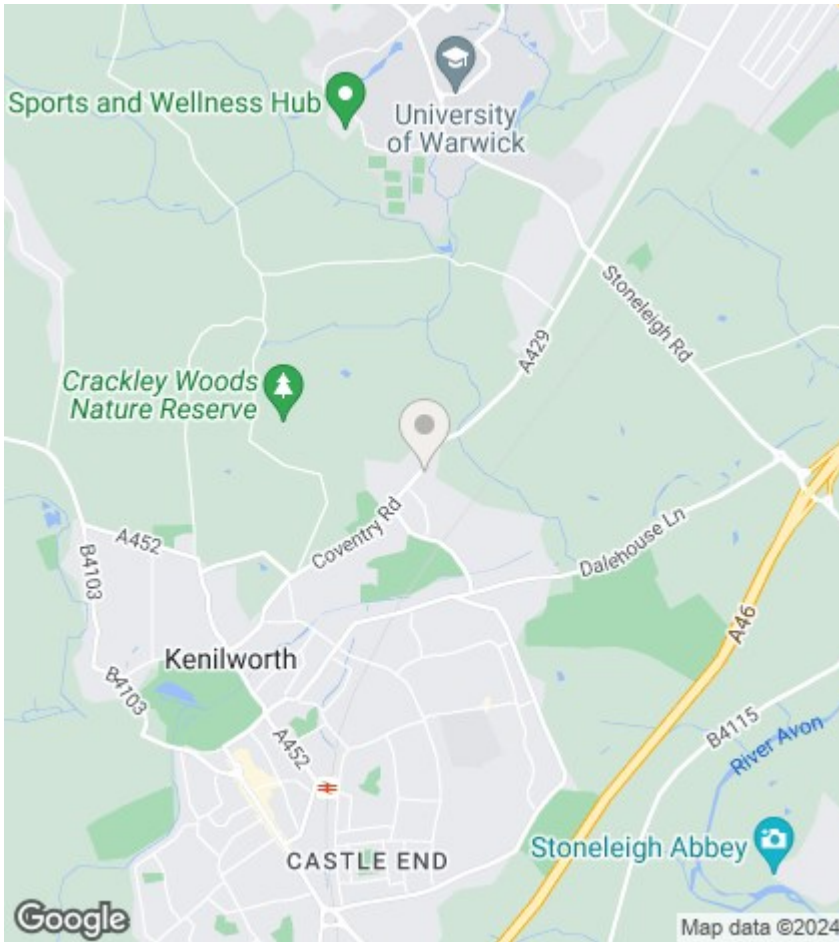 Sports and Wellness Hub
University
of Warwick
Stoneleigh Rd
A429
Crackley Woods
Nature Reserve
Coventry Rd
A452
B4103
Dalehouse Ln
A46
Kenilworth
B4103
A452
B4115
River Avon
Stoneleigh Abbey
CASTLE END
Google
Map data ©2024